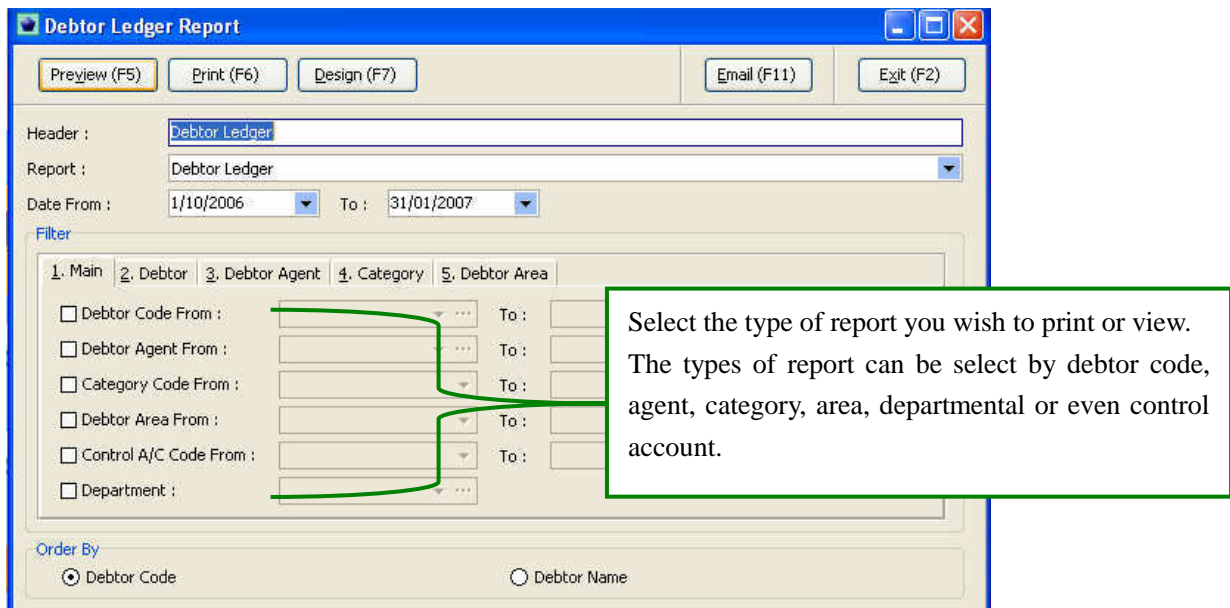 Debtor Ledger Report
Preview (F5) Print (F6) Design (F7) Email (F11) Exit (F2)
Header : Debtor Ledger
Report : Debtor Ledger
Date From : 1/10/2006 To : 31/01/2007
Filter
1. Main 2. Debtor 3. Debtor Agent 4. Category 5. Debtor Area
Debtor Code From : To :
Debtor Agent From : To :
Category Code From : To :
Debtor Area From : To :
Control A/C Code From : To :
Department :
Select the type of report you wish to print or view.
The types of report can be select by debtor code,
agent, category, area, departmental or even control
account.
Order By
Debtor Code Debtor Name